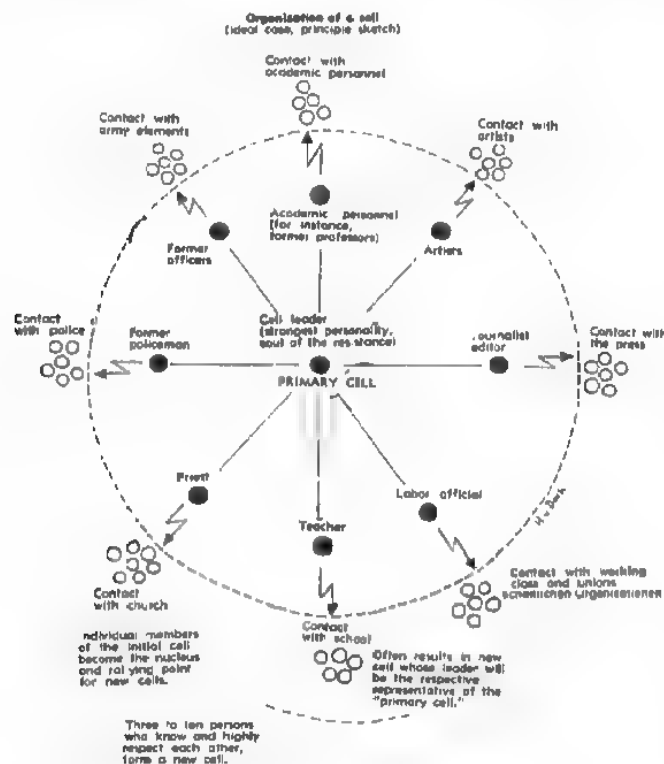 Organisation of a cell
(ideal case, principle sketch)
Contact with
academic personnel
Contact with
army elements
Contact with
artists
Academic personnel
(for instance,
former professors)
Former
officers
Artists
Contact
with police
Former
policeman
Cell leader
(strongest personality,
soul of the resistance)
Journalist
editor
Contact with
the press
PRIMARY CELL
Priest
Labor official
Teacher
Contact
with church
Contact with working
class and unions
Contact
with school
Individual members
of the initial cell
become the nucleus
and rallying point
for new cells.
Often results in new
cell whose leader will
be the respective
representative of the
"primary cell."
Three to ten persons
who know and highly
respect each other,
form a new cell.